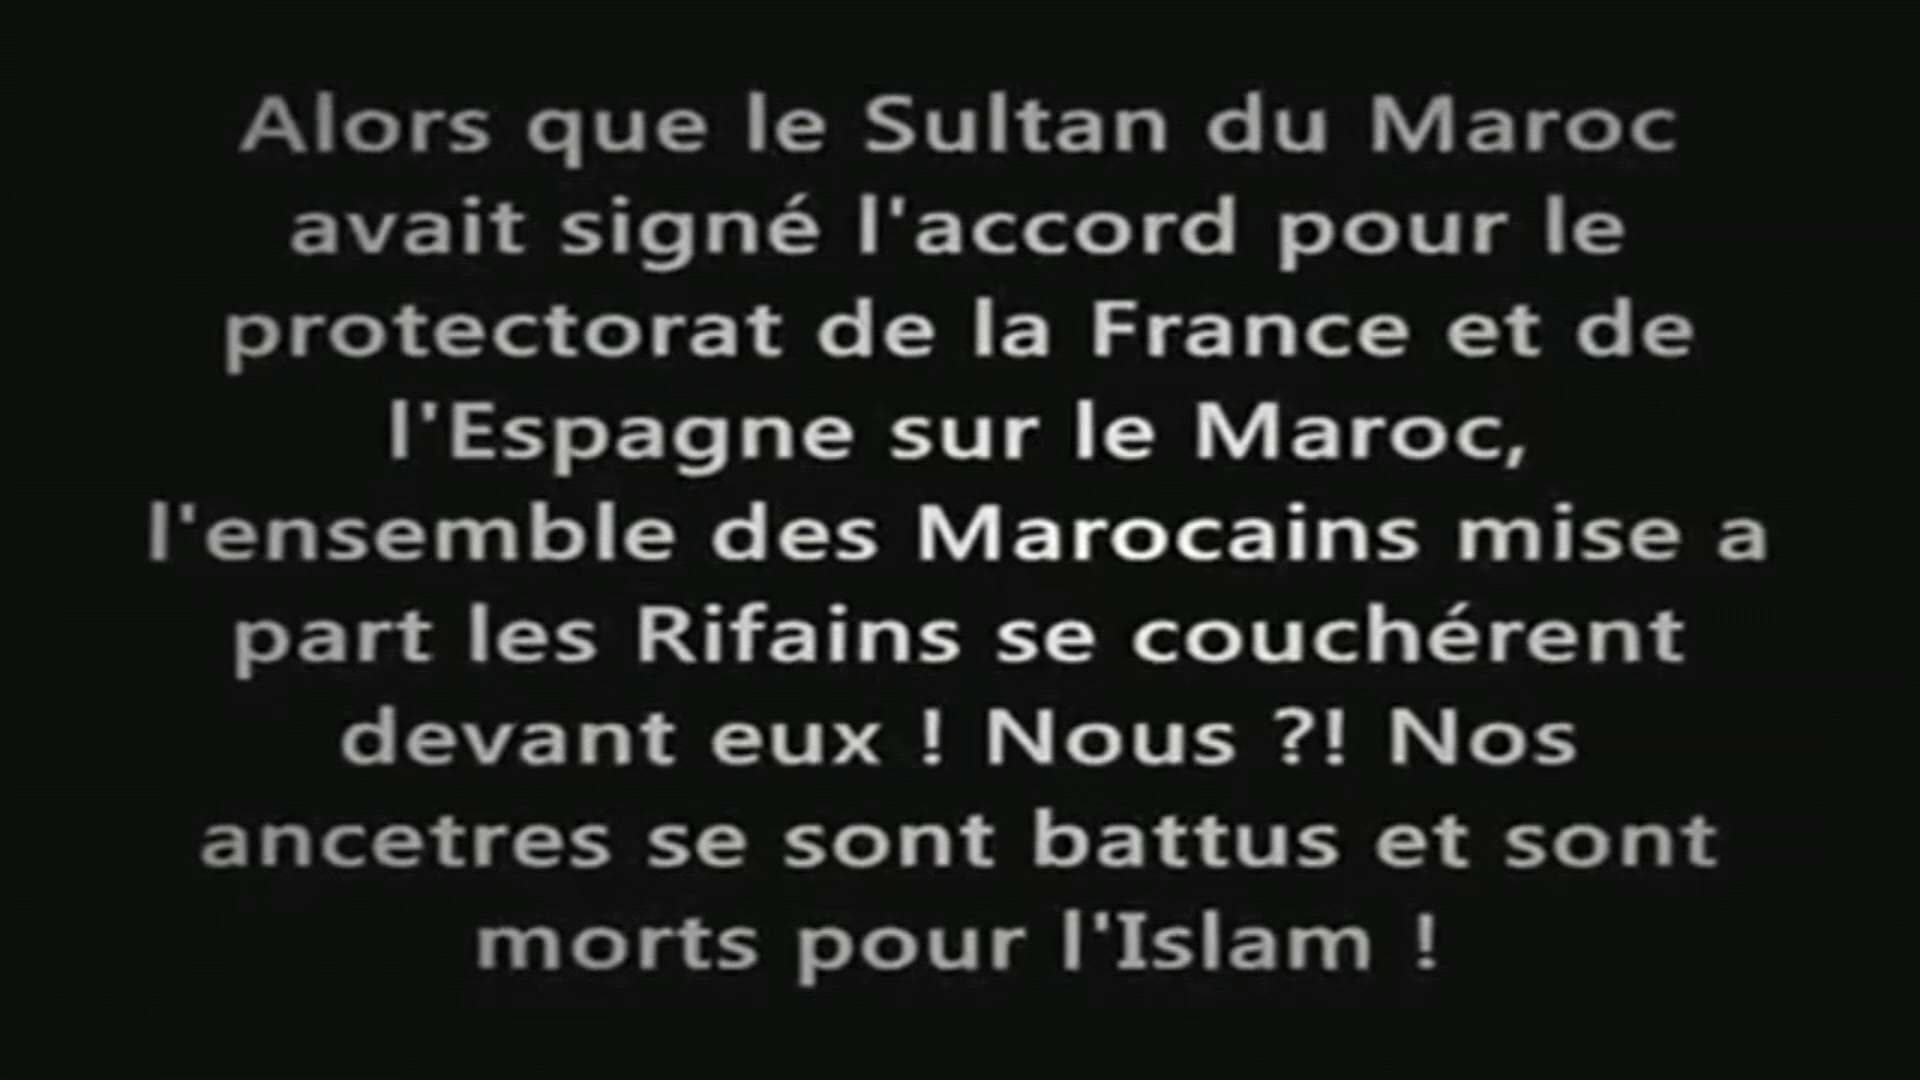 Alors que le Sultan du Maroc
avait signé l'accord pour le
protectorat de la France et de
l'Espagne sur le Maroc,
l'ensemble des Marocains mise a
part les Rifains se couchérent
devant eux ! Nous ?! Nos
ancetres se sont battus et sont
morts pour l'Islam !